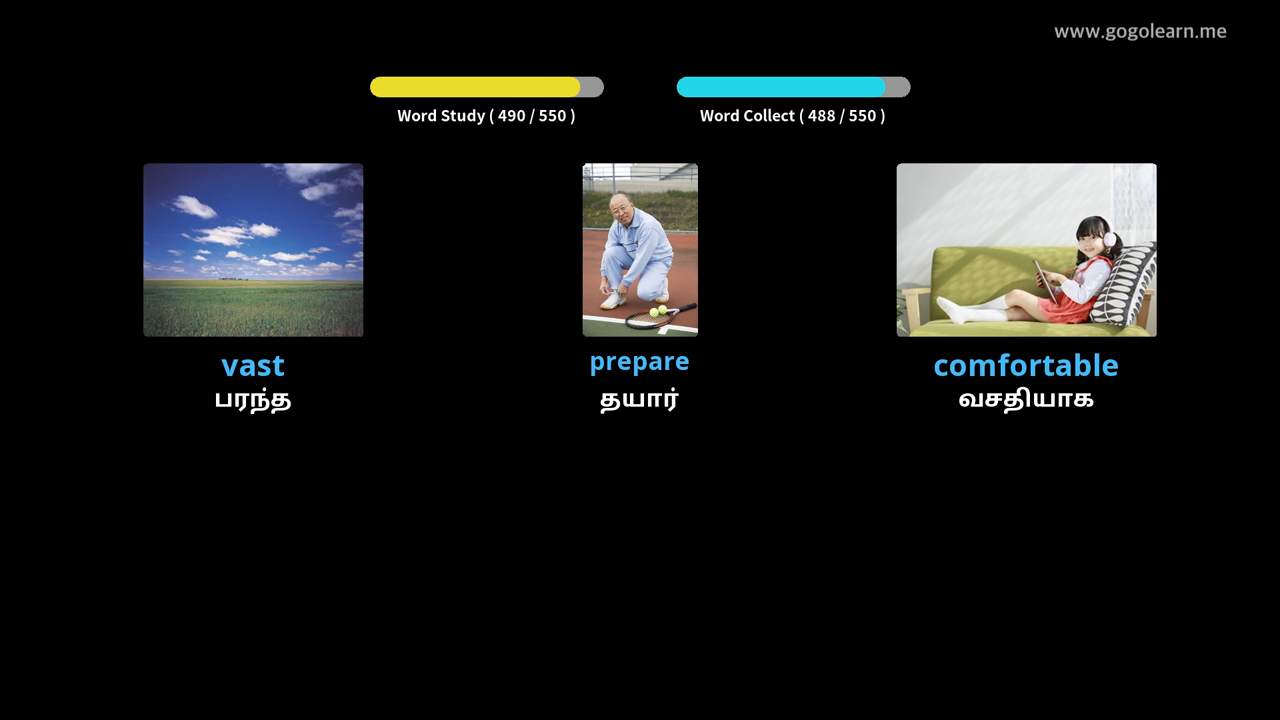 www.gogolearn.me
Word Study ( 490 / 550 )
Word Collect ( 488 / 550 )
vast
பரந்த
prepare
தயார்
comfortable
வசதியாக